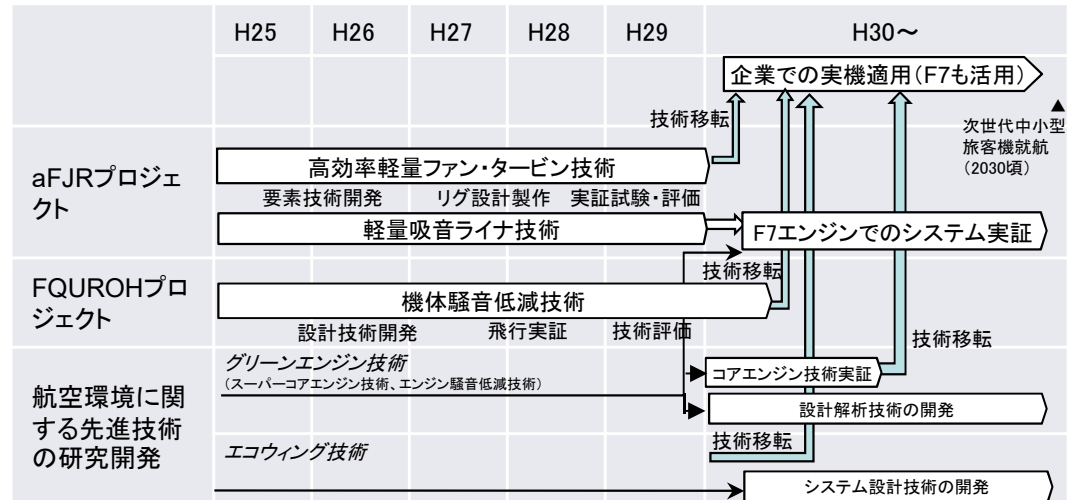 H25 H26 H27 H28 H29 H30～
企業での実機適用（F7も活用）
技術移転
▲
次世代中小型
旅客機就航
（2030頃）
aFJRプロジェ
クト
高効率軽量ファン・タービン技術
要素技術開発 リグ設計製作 実証試験・評価
軽量吸音ライナ技術
F7エンジンでのシステム実証
FQUROHプロ
ジェクト
技術移転
機体騒音低減技術
設計技術開発 飛行実証 技術評価
技術移転
航空環境に関
する先進技術
の研究開発
グリーンエンジン技術
（スーパーコアエンジン技術、エンジン騒音低減技術）
コアエンジン技術実証
設計解析技術の開発
エコウィング技術
技術移転
システム設計技術の開発